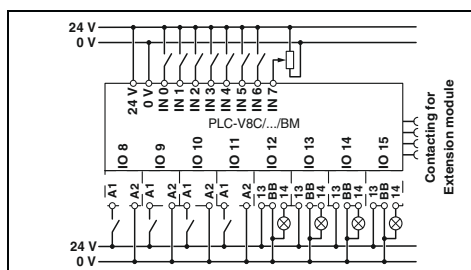 24 V
0 V
24 V
0 V
IN 0
IN 1
IN 2
IN 3
IN 4
IN 5
IN 6
IN 7
PLC-V8C/.../BM
IO 8
IO 9
IO 10
IO 11
IO 12
IO 13
IO 14
IO 15
Contacting for
Extension module
A1
A2
A1
A2
A1
A2
A1
A2
13
BB
14
13
BB
14
13
BB
14
13
BB
14
24 V
0 V